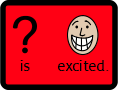 ? is excited.